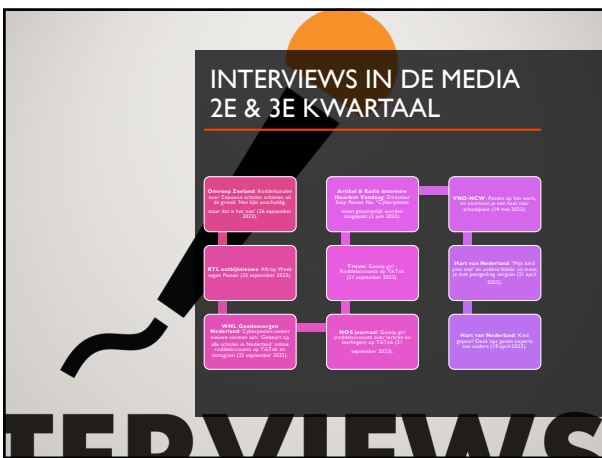 INTERVIEWS IN DE MEDIA
2E & 3E KWARTAAL
Omroep Zeeland: Roddelkanalen
over Zeeuwse scholen schieten uit
de grond: 'Het lijkt onschuldig,
maar dat is het niet' (26 september
2023).
RTL ontbijtnieuws: Aftrap Week
tegen Pesten (25 september 2023).
WNL Goedemorgen
Nederland: Cyberpesten neemt
nieuwe vormen aan: 'Gebeurt op
alle scholen in Nederland' online
roddelaccounts op TikTok en
Instagram (22 september 2023).
NOS journaal: Gossip girl
(roddelaccounts over leraren en
leerlingen) op TikTok (21
september 2023).
Trouw: Gossip girl -
Roddelaccounts op TikTok
(21 september 2023).
Artikel & Radio interview
Haarlem Vandaag: Directeur
Stop Pesten Nu: "Cyberpesten
moet gezamenlijk worden
aangepakt (2 juni 2023).
VNO-NCW: Pesten op het werk,
zo voorkom je een heel naar
schoolplein (14 mei 2023).
Hart van Nederland: 'Mijn kind
pest niet' en andere fabels: zo moet
je met pestgedrag omgaan (21 april
2023).
Hart van Nederland: Kind
gepest? Deze tips geven experts
aan ouders (19 april 2023).
TERVIEWS